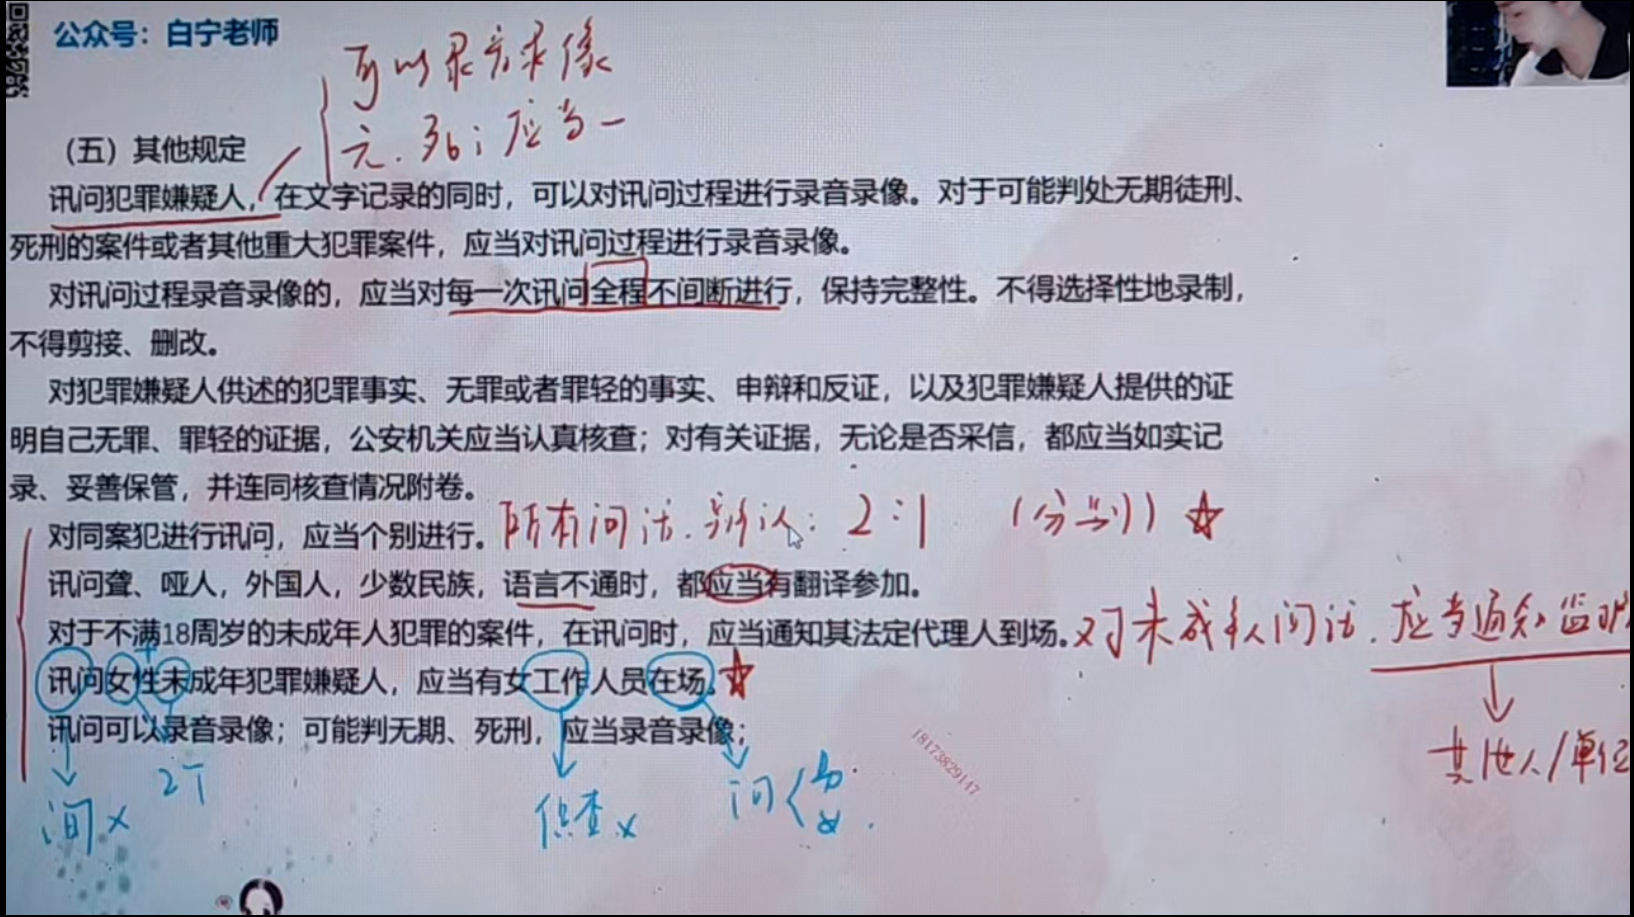 公众号：白宁老师
可以录音录像
无.死；应当一
（五）其他规定
讯问犯罪嫌疑人，在文字记录的同时，可以对讯问过程进行录音录像。对于可能判处无期徒刑、
死刑的案件或者其他重大犯罪案件，应当对讯问过程进行录音录像。
对讯问过程录音录像的，应当对每一次讯问全程不间断进行，保持完整性。不得选择性地录制，
不得剪接、删改。
对犯罪嫌疑人供述的犯罪事实、无罪或者罪轻的事实、申辩和反证，以及犯罪嫌疑人提供的证
明自己无罪、罪轻的证据，公安机关应当认真核查；对有关证据，无论是否采信，都应当如实记
录、妥善保管，并连同核查情况附卷。
对同案犯进行讯问，应当个别进行。所有问话.辨认：2:1（分别）
讯问聋、哑人，外国人，少数民族，语言不通时，都应当有翻译参加。
对于不满18周岁的未成年人犯罪的案件，在讯问时，应当通知其法定代理人到场。对未成年人问话.应当通知监护
讯问女性未成年犯罪嫌疑人，应当有女工作人员在场。
讯问可以录音录像；可能判无期、死刑，应当录音录像；
其他人/单位
18173829147
2个
询×
×
问 女